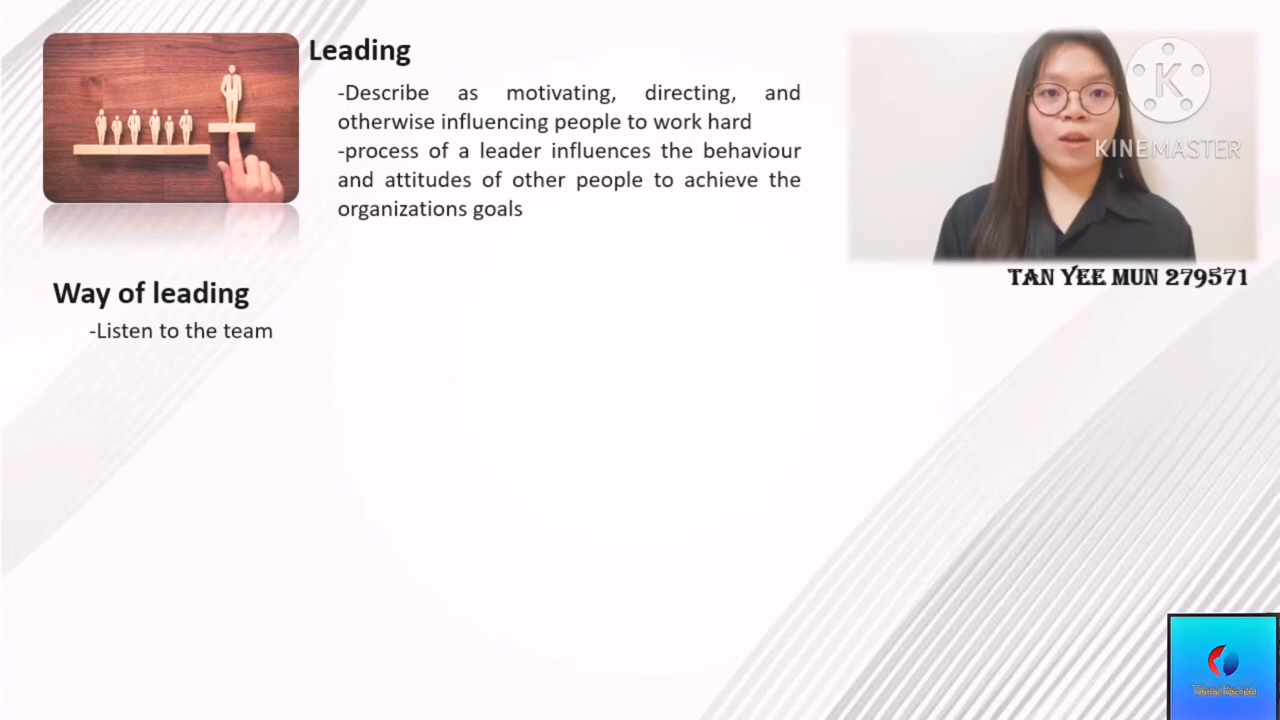 Leading
-Describe as motivating, directing, and
otherwise influencing people to work hard
-process of a leader influences the behaviour
and attitudes of other people to achieve the
organizations goals
K
KINEMASTER
TAN YEE MUN 279571
Way of leading
-Listen to the team